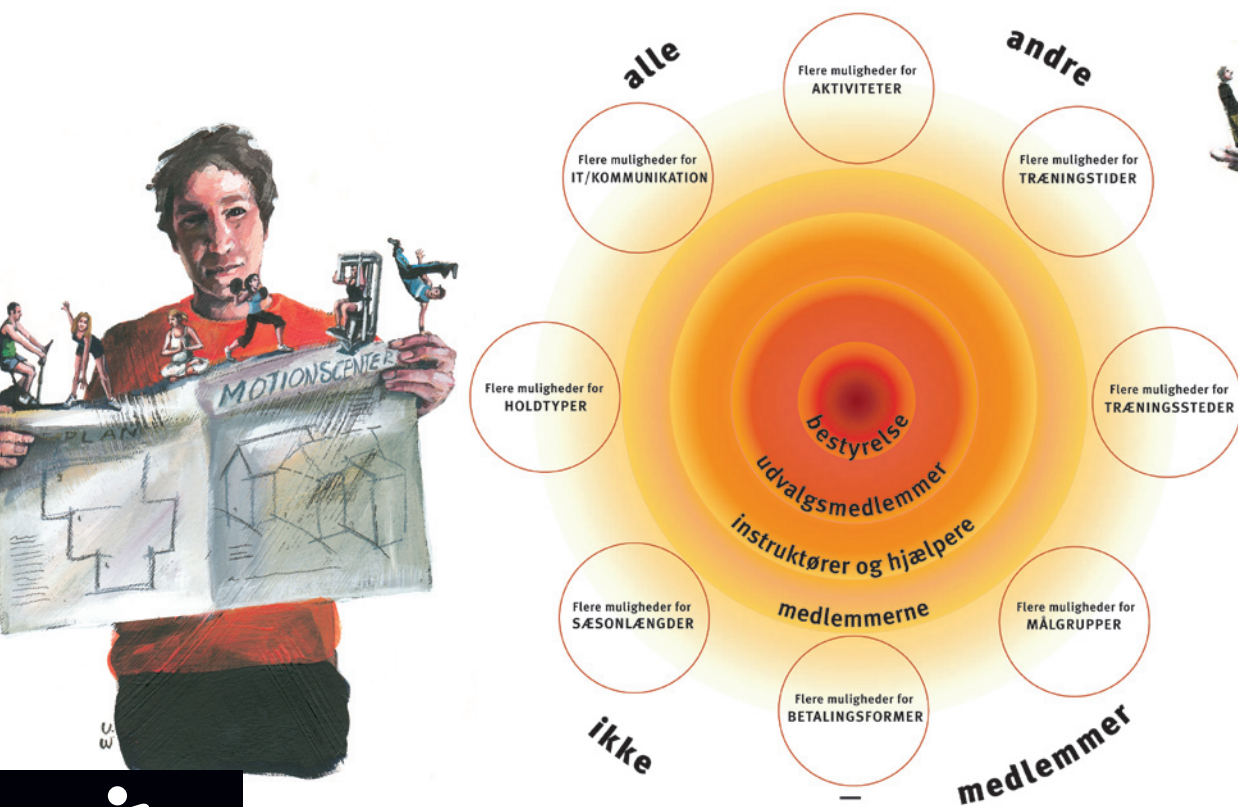 alle
andre
Flere muligheder for
AKTIVITETER
Flere muligheder for
IT/KOMMUNIKATION
Flere muligheder for
TRÆNINGSTIDER
MOTIONSCENTER
PLAN
Flere muligheder for
HOLDTYPER
Flere muligheder for
TRÆNINGSSTEDER
bestyrelse
udvalgsmedlemmer
instruktører og hjælpere
medlemmerne
Flere muligheder for
SÆSONLÆNGDER
Flere muligheder for
MÅLGRUPPER
Flere muligheder for
BETALINGSFORMER
ikke
medlemmer
U.
W